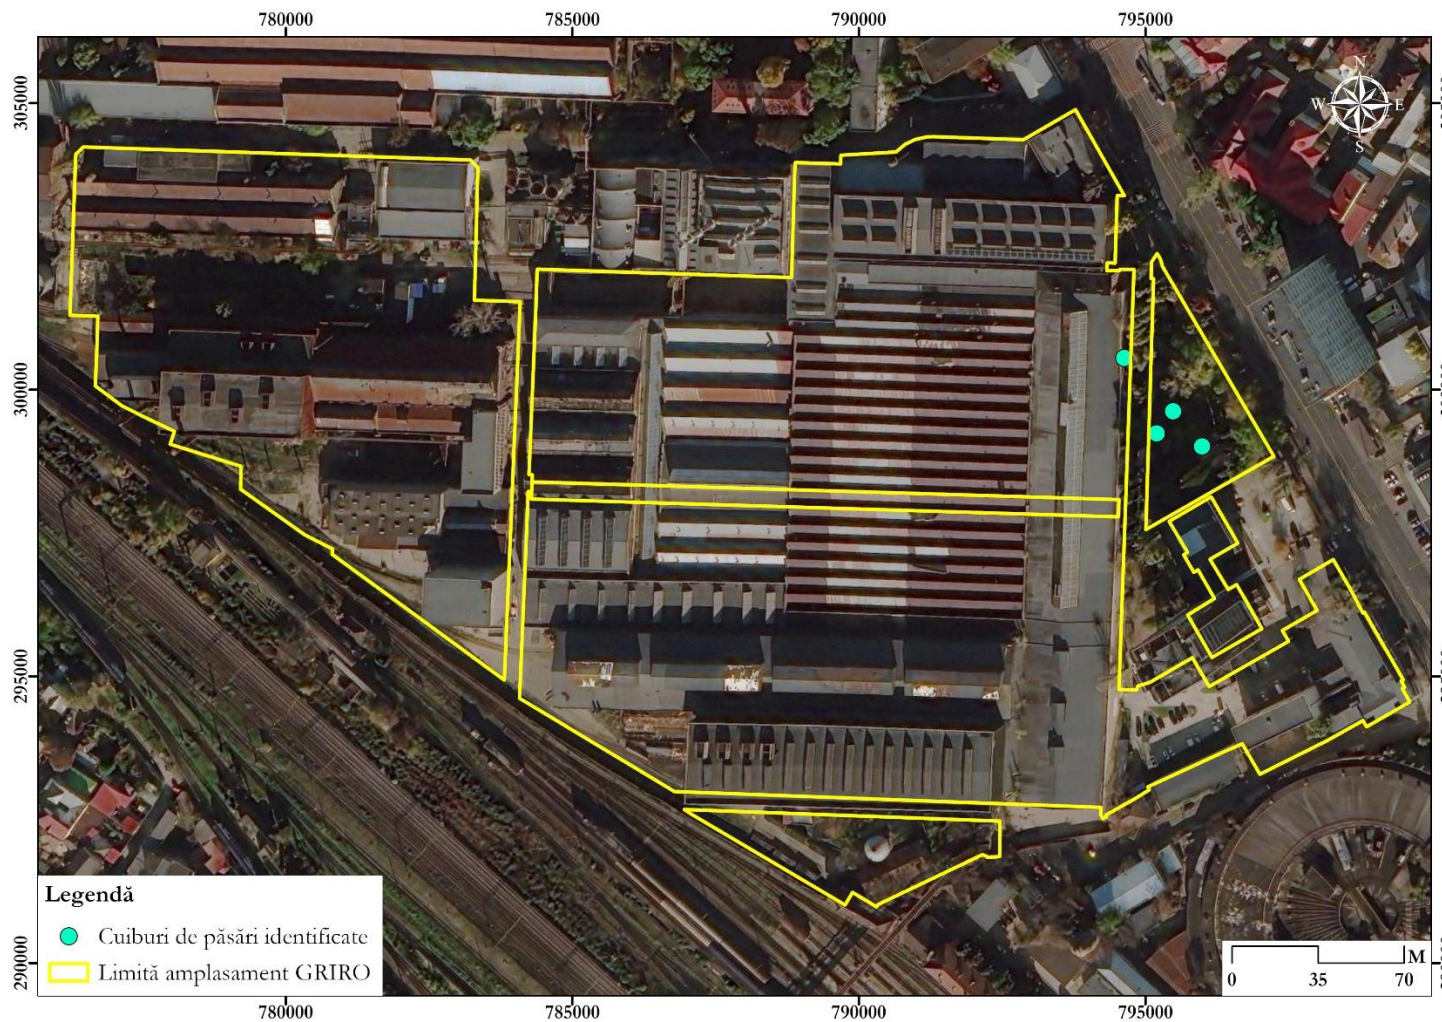 780000 785000 790000 795000
N
W E
S
305000
300000
295000
290000
Legendă
Cuiburi de păsări identificate
Limită amplasament GRIRO
M
0 35 70
780000 785000 790000 795000